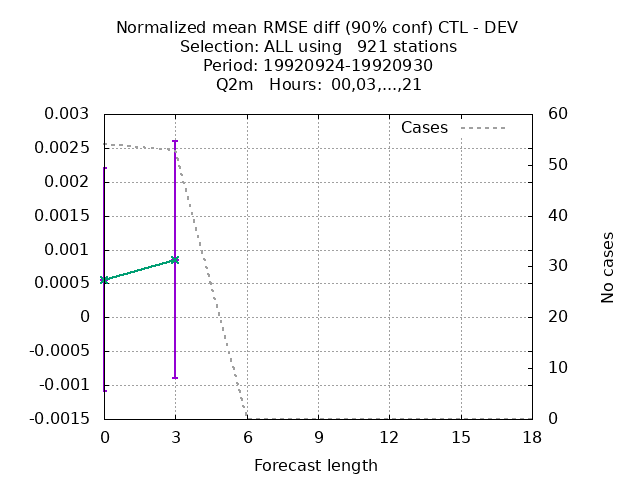 Normalized mean RMSE diff (90% conf) CTL - DEV
Selection: ALL using   921 stations
Period: 19920924-19920930
Q2m   Hours:  00,03,...,21
Cases
0.003
0.0025
0.002
0.0015
0.001
0.0005
0
-0.0005
-0.001
-0.0015
60
50
40
30
20
10
0
No cases
0 3 6 9 12 15 18
Forecast length